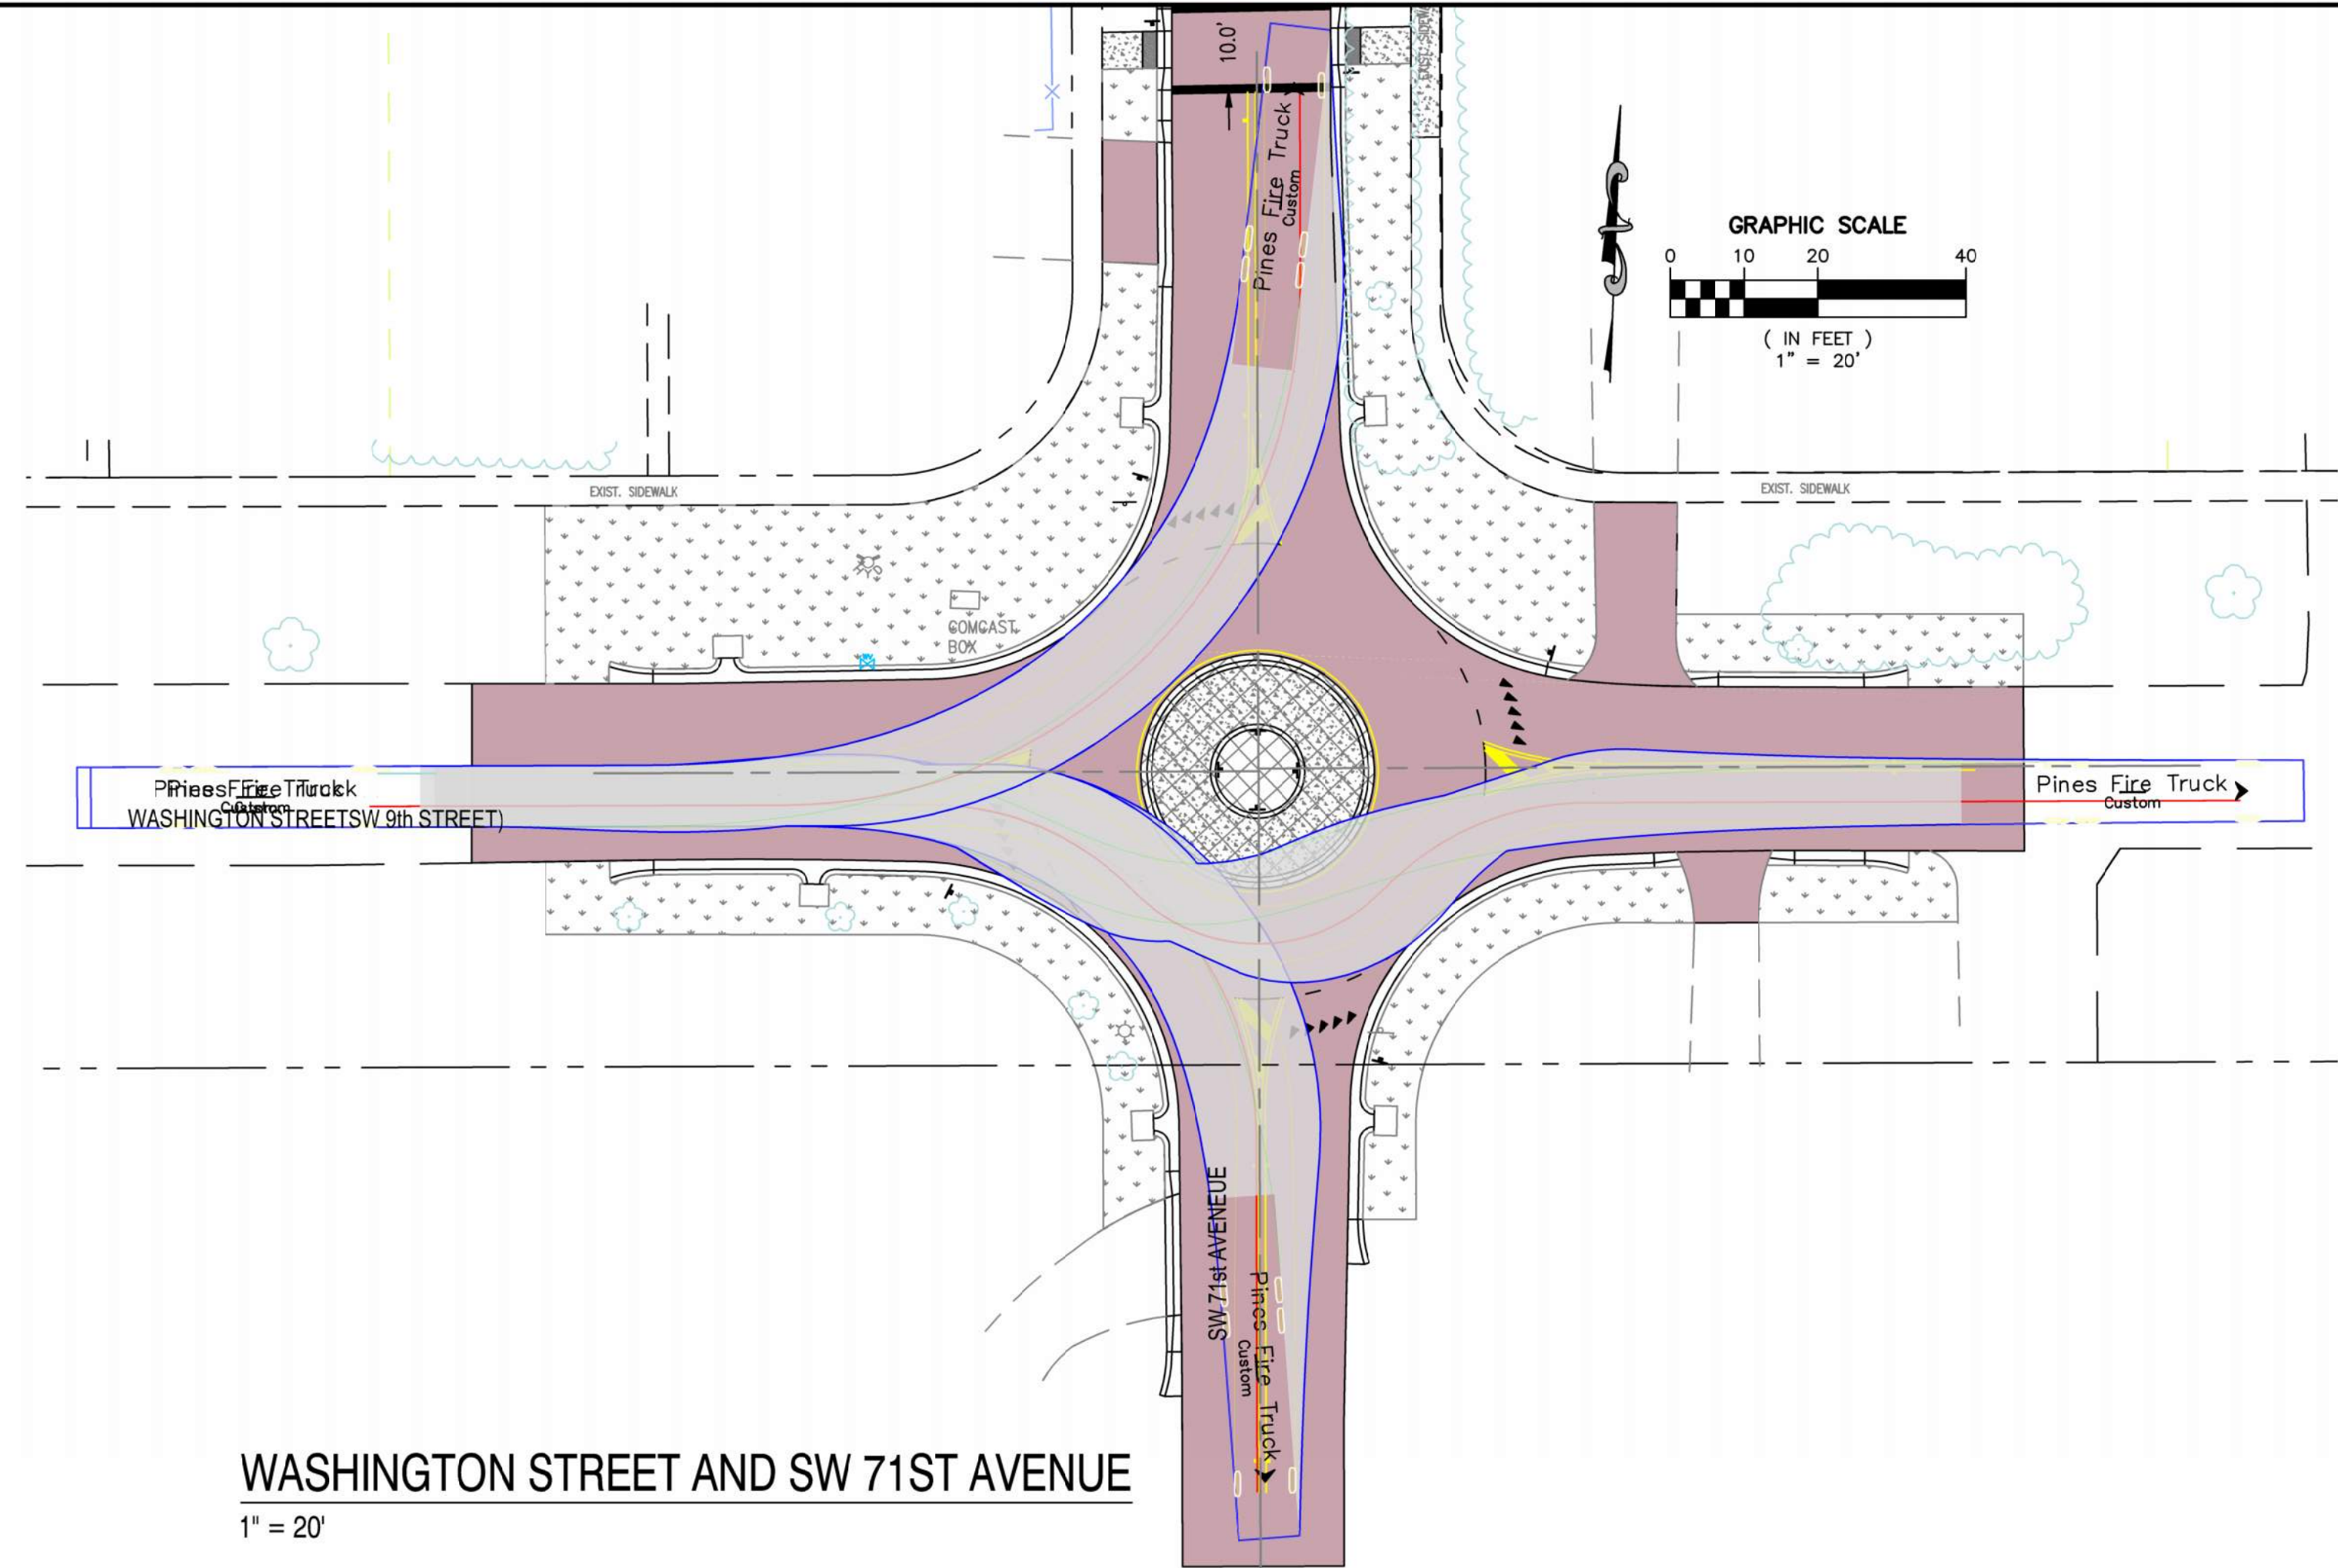 10.0'
EXIST. SIDEWA
Pines Fire Truck
Custom
GRAPHIC SCALE
0 10 20 40
( IN FEET )
1" = 20'
EXIST. SIDEWALK
EXIST. SIDEWALK
COMCAST
BOX
Pines Fire Truck
Custom
WASHINGTON STREETSW 9th STREET)
Pines Fire Truck
Custom
SW 71st AVENEUE
Pines Fire Truck
Custom
WASHINGTON STREET AND SW 71ST AVENUE
1" = 20'